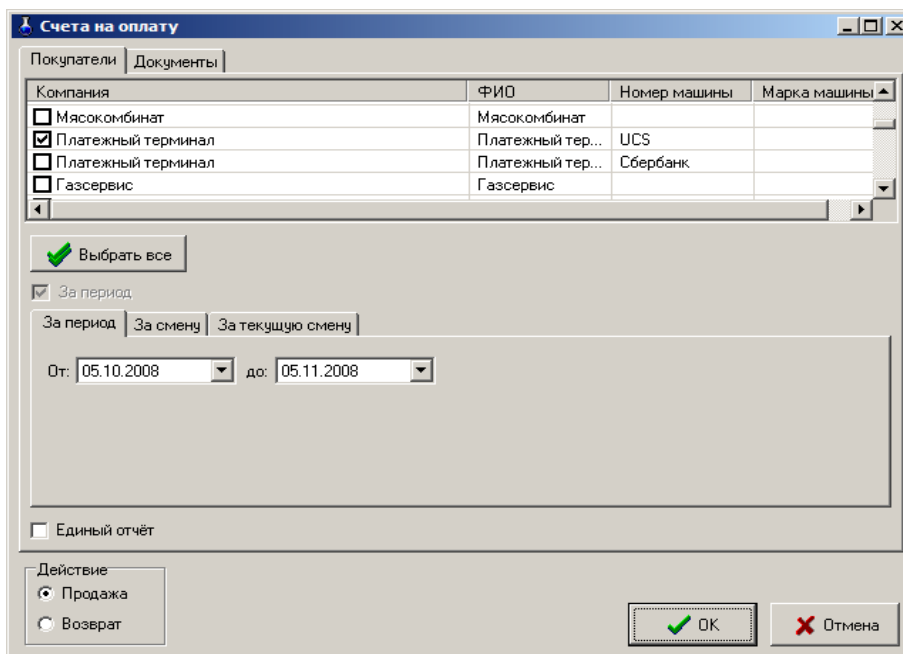 Счета на оплату
Покупатели Документы
Компания ФИО Номер машины Марка машины
Мясокомбинат Мясокомбинат
Платежный терминал Платежный тер... UCS
Платежный терминал Платежный тер... Сбербанк
Газсервис Газсервис
Выбрать все
За период
За период За смену За текущую смену
От: 05.10.2008 до: 05.11.2008
Единый отчёт
Действие
Продажа
Возврат
OK Отмена